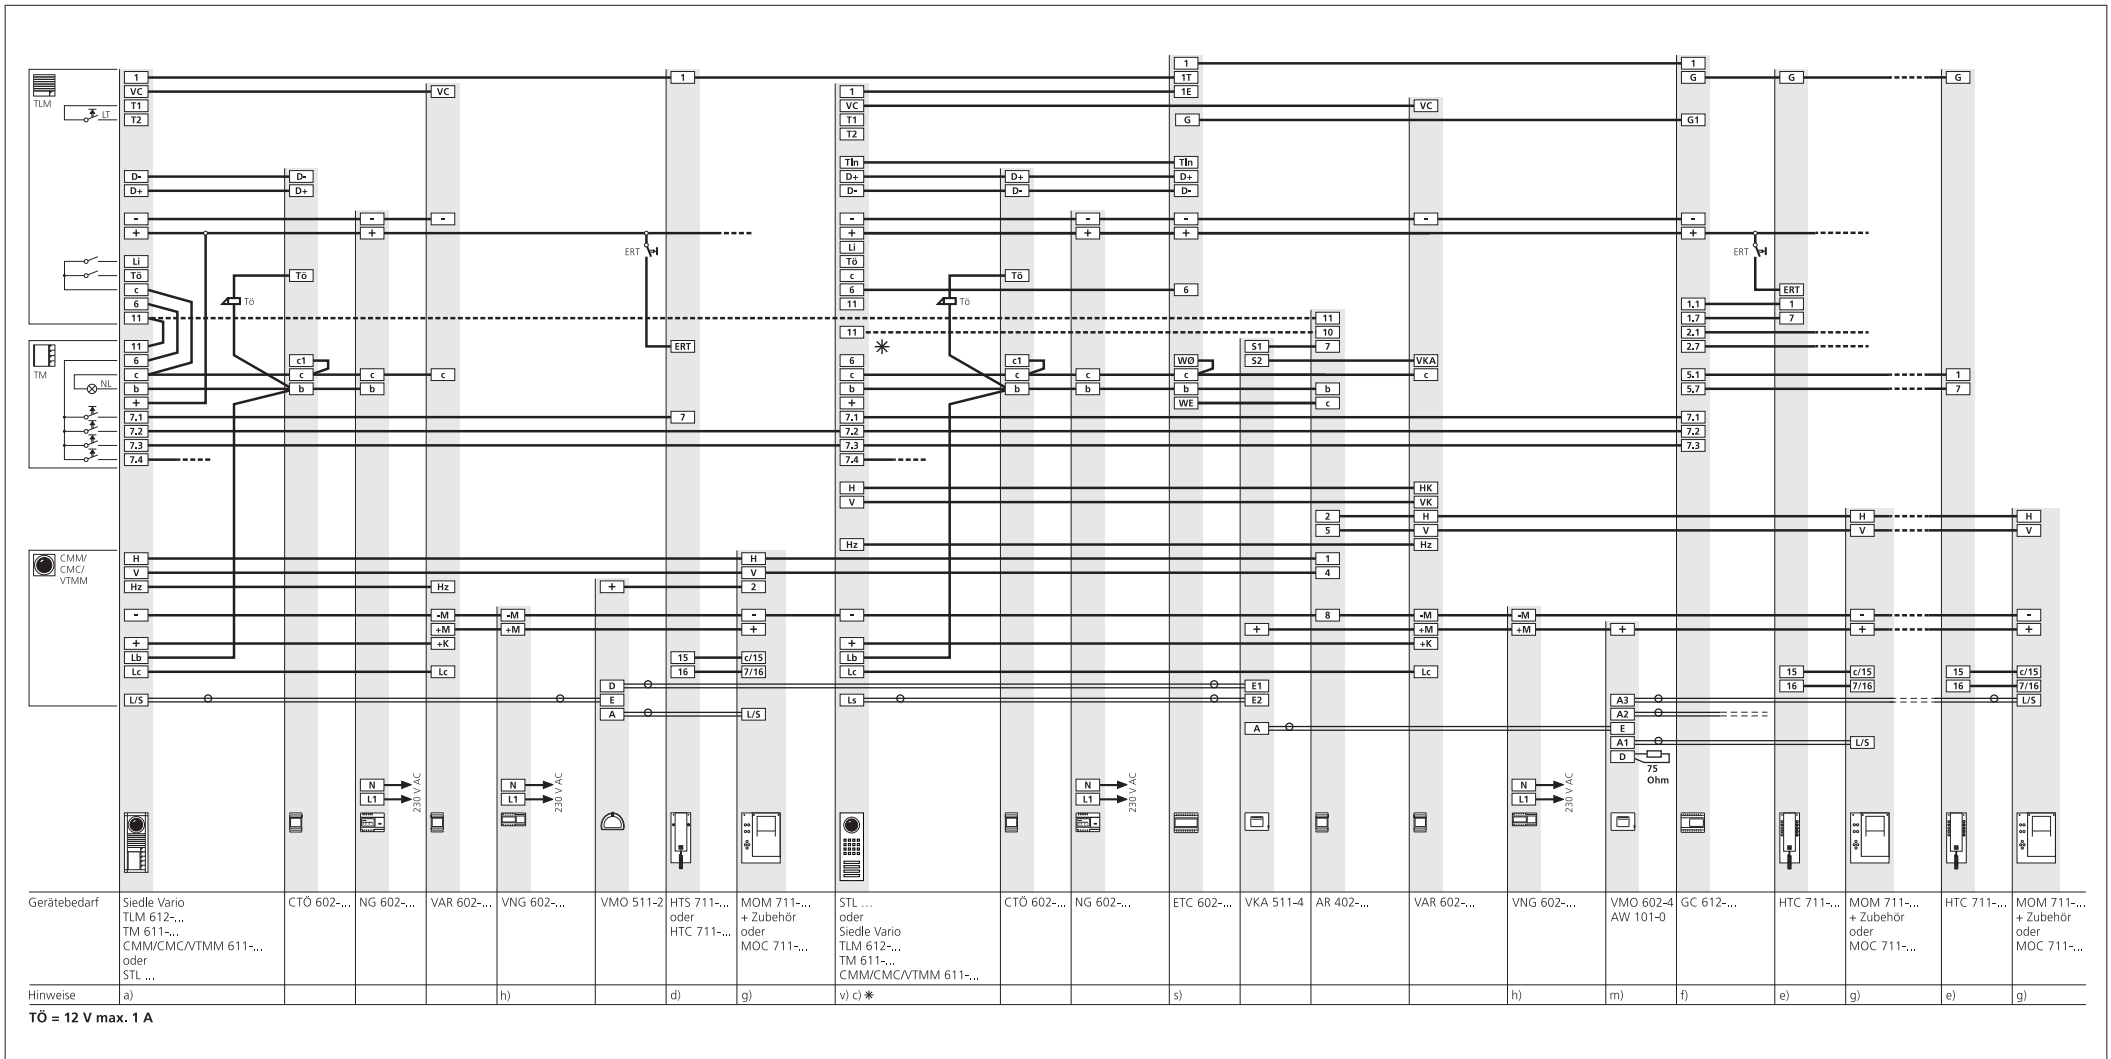 1 1 1T 1
1 1
VC VC 1 1E G G G
T1 VC VC
TLM LT T2 T1 G G1
T2
TIn TIn
D- D- D+ D+ D+
D+ D+ D- D- D-
- - - - - - - -
+ + + + + +
ERT ERT
Li Li
Tö Tö Tö Tö
c c
6 Tö 6 Tö 6 ERT
11 11 1.1 1
11 11 1.7 7
11 10 2.1
TM 11 ERT ✳ S1 7 2.7
6 c1 6 c1 WØ S2 VKA
NL c c c c c c c c c 5.1 1
b b b b b b b b 5.7 7
+ + WE c
7.1 7 7.1 7.1
7.2 7.2 7.2
7.3 7.3 7.3
7.4 7.4
H HK
V VK
2 H H H
5 V V V
Hz Hz
CMM/ H H 1
CMC/ V V 4
VTMM Hz Hz + 2
- -M -M - - 8 -M -M - -
+M +M + + +M +M + + +
+ +K + +K
Lb 15 c/15 Lb
Lc Lc 16 7/16 Lc Lc 15 c/15 15 c/15
D E1 16 7/16 16 7/16
L/S E Ls E2 A3 L/S
A L/S A2
A E
A1 L/S
D
75
Ohm
N N N N
L1 L1 L1 L1
230 V AC 230 V AC 230 V AC 230 V AC
Gerätebedarf
Siedle Vario
TLM 612-...
TM 611-...
CMM/CMC/VTMM 611-...
oder
STL ...
CTÖ 602-...
NG 602-...
VAR 602-...
VNG 602-...
VMO 511-2
HTS 711-...
oder
HTC 711-...
MOM 711-...
+ Zubehör
oder
MOC 711-...
STL ...
oder
Siedle Vario
TLM 612-...
TM 611-...
CMM/CMC/VTMM 611-...
CTÖ 602-...
NG 602-...
ETC 602-...
VKA 511-4
AR 402-...
VAR 602-...
VNG 602-...
VMO 602-4
AW 101-0
GC 612-...
HTC 711-...
MOM 711-...
+ Zubehör
oder
MOC 711-...
HTC 711-...
MOM 711-...
+ Zubehör
oder
MOC 711-...
Hinweise a) h) d) g) v) c) ✳ s) h) m) f) e) g) e) g)
TÖ = 12 V max. 1 A